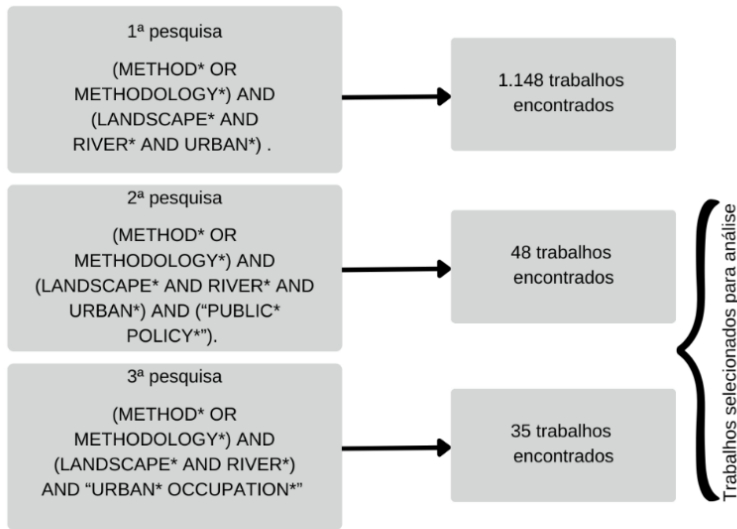 1ª pesquisa
(METHOD* OR
METHODOLOGY*) AND
(LANDSCAPE* AND
RIVER* AND URBAN*) .
1.148 trabalhos
encontrados
2ª pesquisa
(METHOD* OR
METHODOLOGY*) AND
(LANDSCAPE* AND RIVER* AND
URBAN*) AND (“PUBLIC*
POLICY*”).
48 trabalhos
encontrados
3ª pesquisa
(METHOD* OR
METHODOLOGY*) AND
(LANDSCAPE* AND RIVER*)
AND “URBAN* OCCUPATION*”
35 trabalhos
encontrados
Trabalhos selecionados para análise